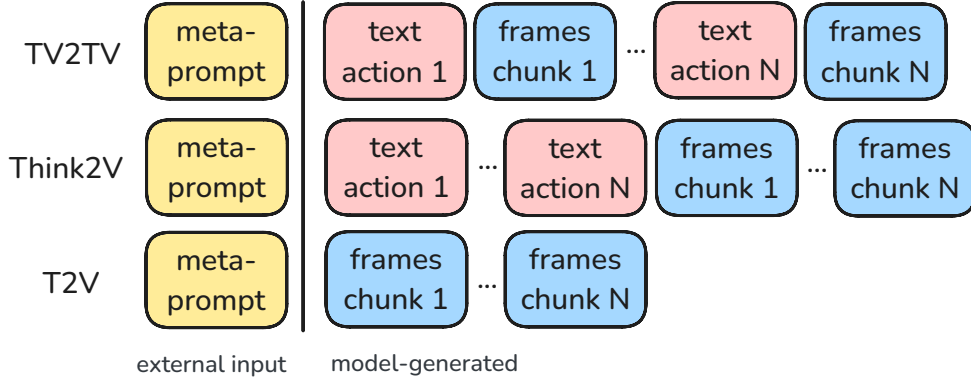 TV2TV
meta-
prompt
text
action 1
frames
chunk 1
...
text
action N
frames
chunk N
Think2V
meta-
prompt
text
action 1
...
text
action N
frames
chunk 1
...
frames
chunk N
T2V
meta-
prompt
frames
chunk 1
...
frames
chunk N
external input
model-generated